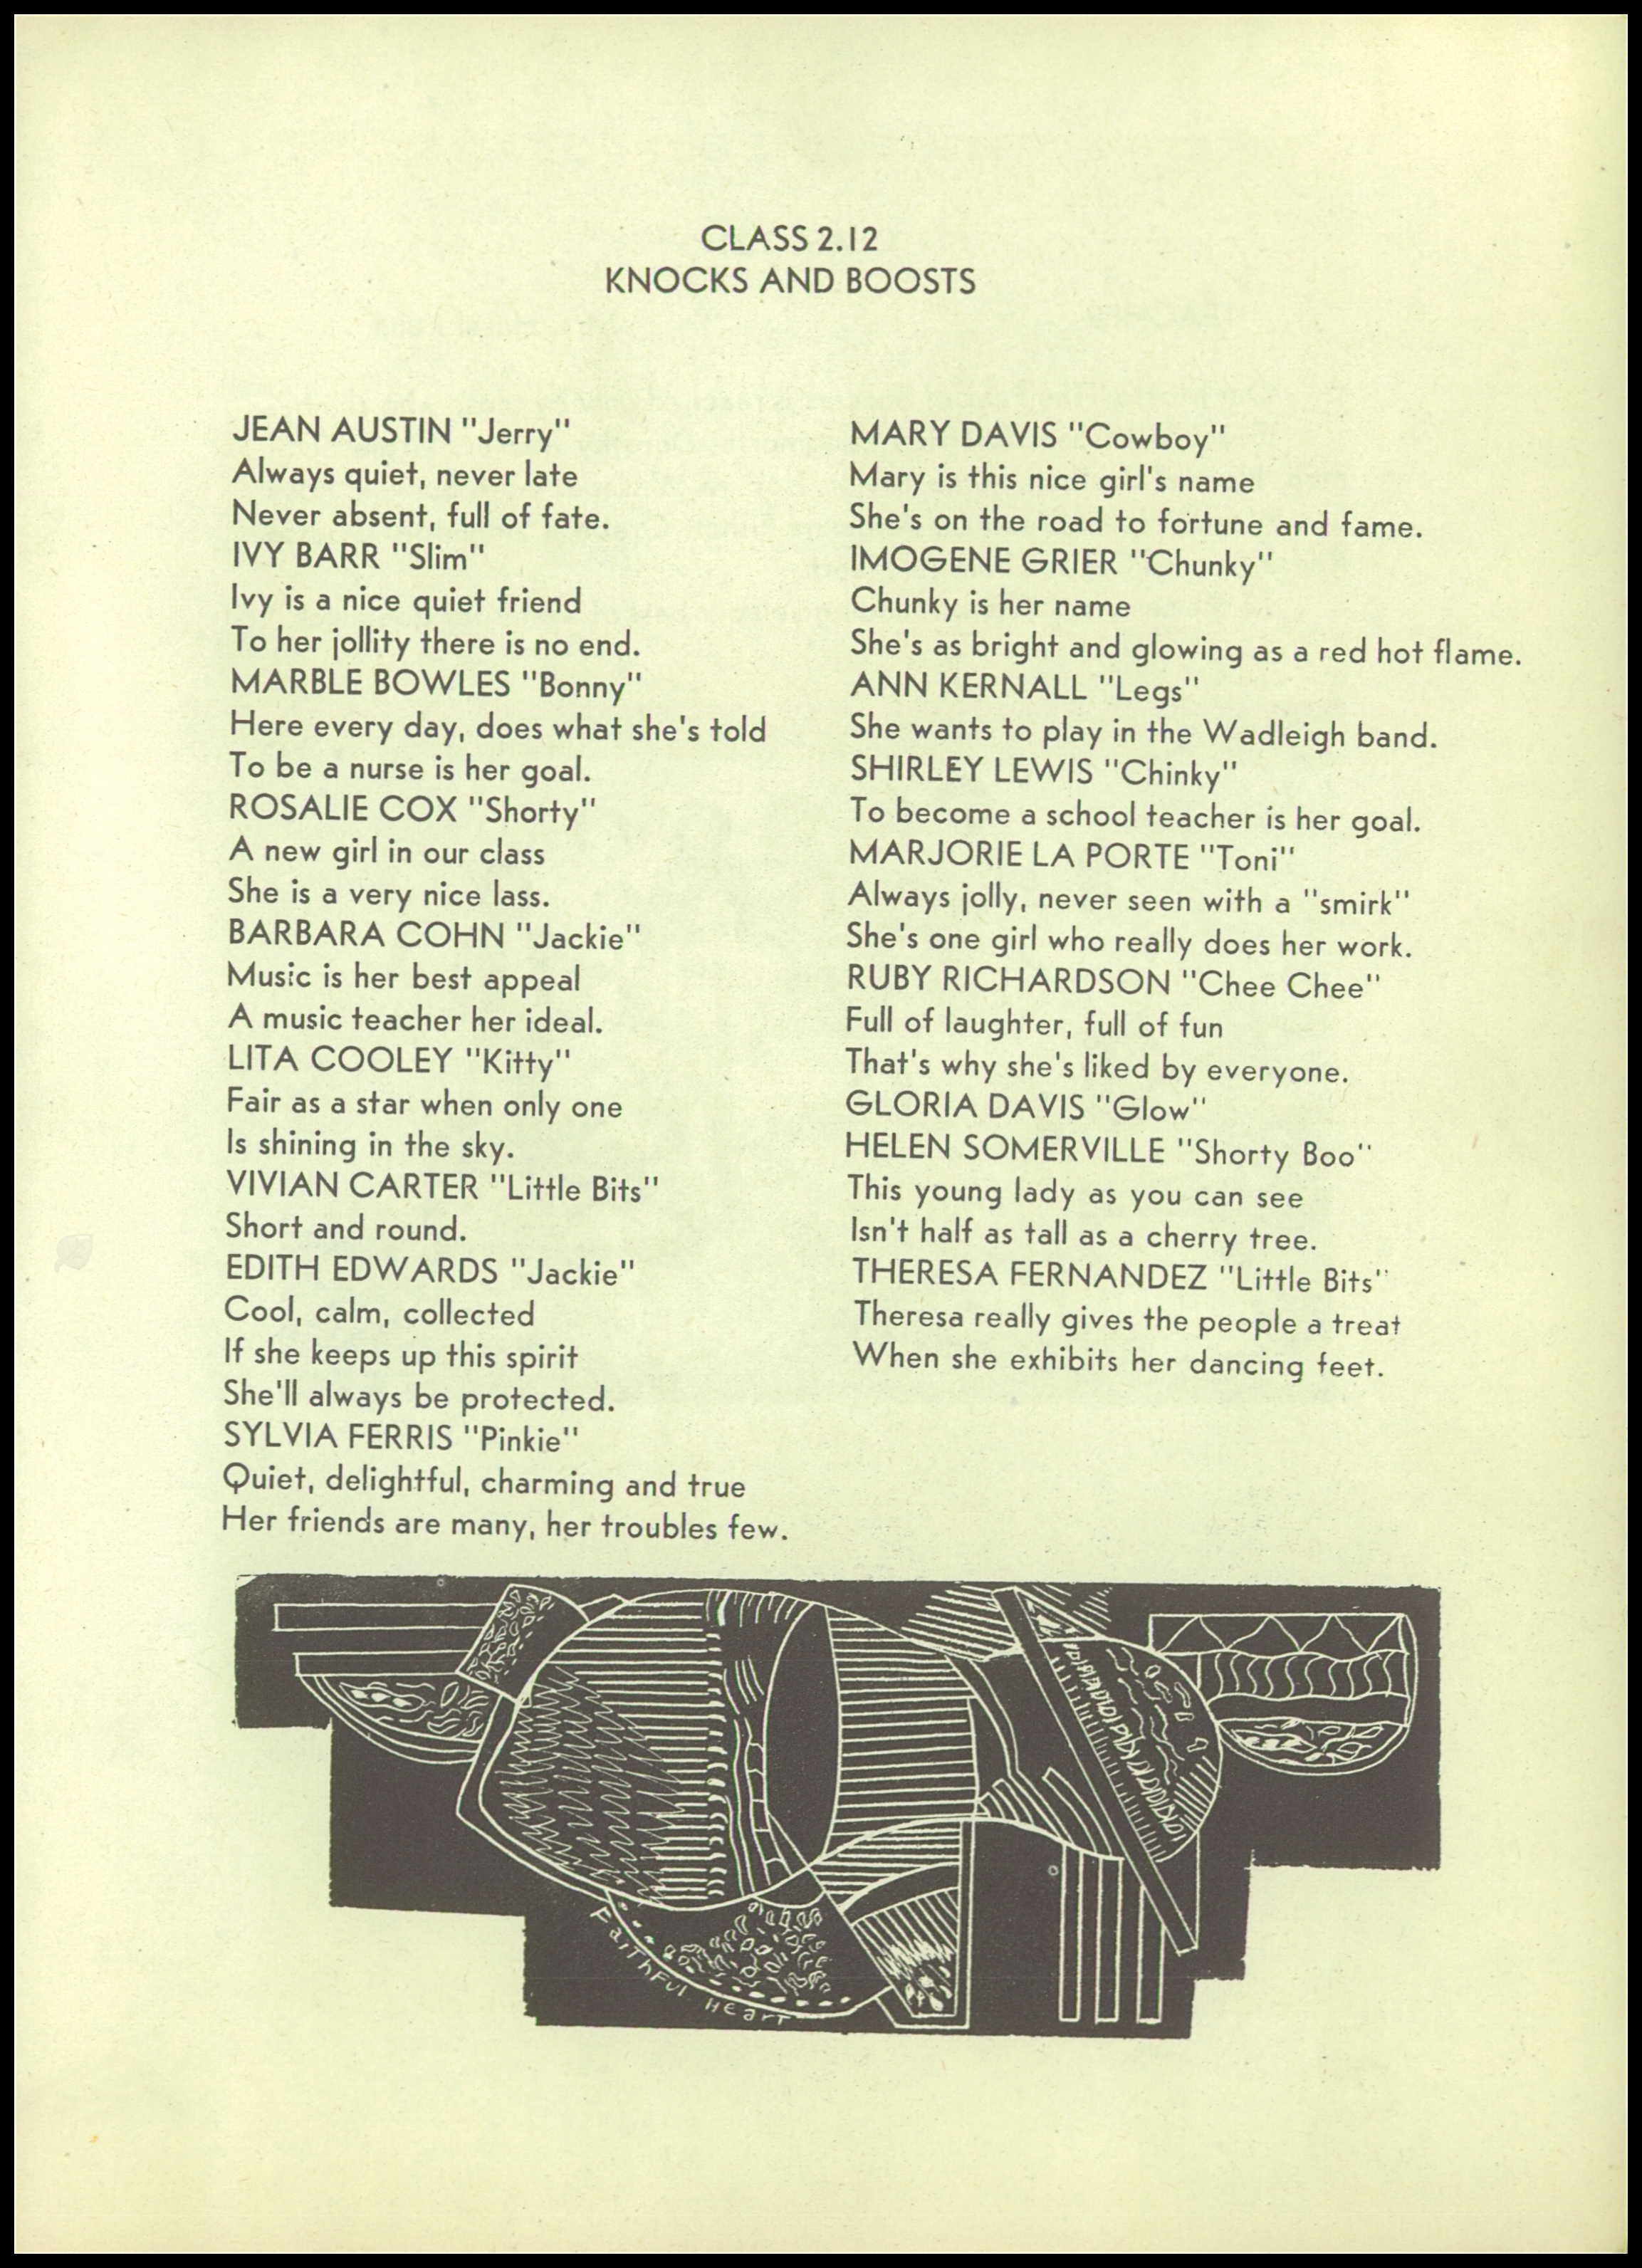 CLASS 2.12
KNOCKS AND BOOSTS
JEAN AUSTIN "Jerry"
Always quiet, never late
Never absent, full of fate.
IVY BARR "Slim"
Ivy is a nice quiet friend
To her jollity there is no end.
MARBLE BOWLES "Bonny"
Here every day, does what she's told
To be a nurse is her goal.
ROSALIE COX "Shorty"
A new girl in our class
She is a very nice lass.
BARBARA COHN "Jackie"
Music is her best appeal
A music teacher her ideal.
LITA COOLEY "Kitty"
Fair as a star when only one
Is shining in the sky.
VIVIAN CARTER "Little Bits"
Short and round.
EDITH EDWARDS "Jackie"
Cool, calm, collected
If she keeps up this spirit
She'll always be protected.
SYLVIA FERRIS "Pinkie"
Quiet, delightful, charming and true
Her friends are many, her troubles few.
MARY DAVIS "Cowboy"
Mary is this nice girl's name
She's on the road to fortune and fame.
IMOGENE GRIER "Chunky"
Chunky is her name
She's as bright and glowing as a red hot flame.
ANN KERNALL "Legs"
She wants to play in the Wadleigh band.
SHIRLEY LEWIS "Chinky"
To become a school teacher is her goal.
MARJORIE LA PORTE "Toni"
Always jolly, never seen with a "smirk"
She's one girl who really does her work.
RUBY RICHARDSON "Chee Chee"
Full of laughter, full of fun
That's why she's liked by everyone.
GLORIA DAVIS "Glow"
HELEN SOMERVILLE "Shorty Boo"
This young lady as you can see
Isn't half as tall as a cherry tree.
THERESA FERNANDEZ "Little Bits"
Theresa really gives the people a treat
When she exhibits her dancing feet.
FaiThFul HearT